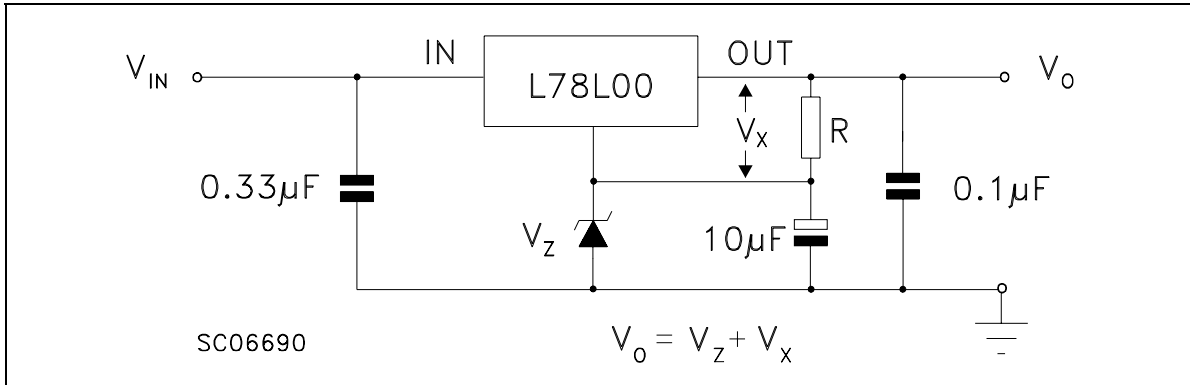 V_IN
IN
L78L00
OUT
V_O
V_X
R
0.33µF
0.1µF
V_Z
10µF
V_O = V_Z + V_X
SC06690